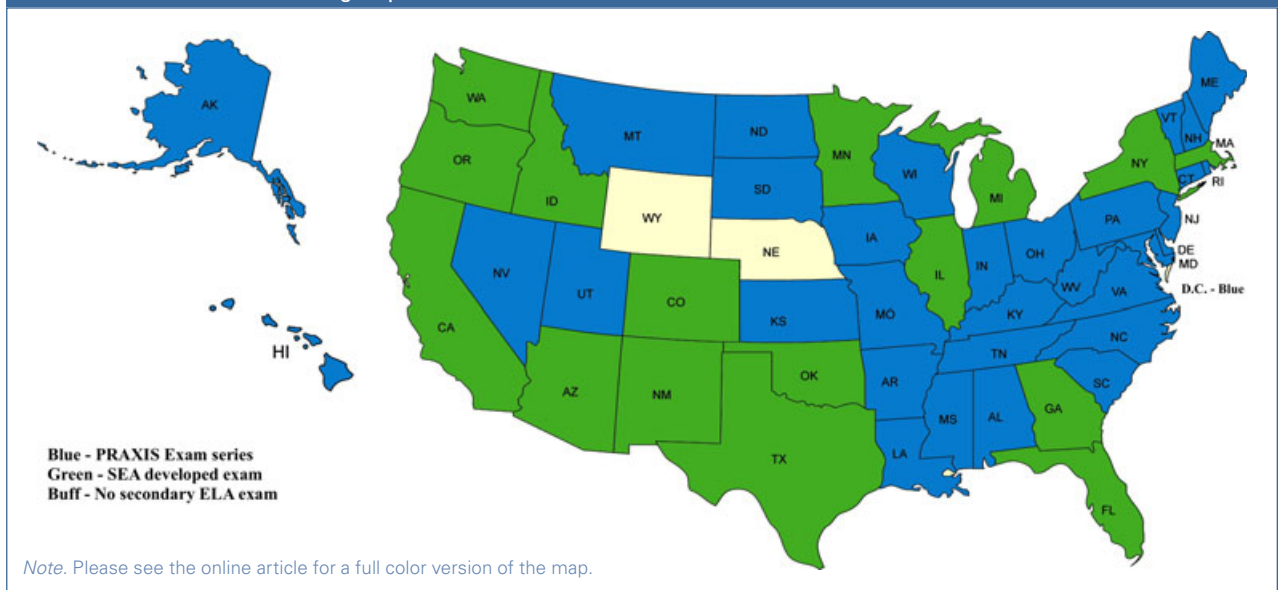 ME
AK
WA
VT
NH
MT
ND
MN
MA
OR
NY
WI
CT
RI
SD
MI
ID
PA
NJ
WY
IA
DE
NE
OH
MD
NV
IL
IN
WV
D.C. - Blue
UT
VA
CO
KS
MO
KY
CA
NC
HI
TN
OK
AR
SC
AZ
NM
GA
MS
AL
LA
TX
FL
Blue - PRAXIS Exam series
Green - SEA developed exam
Buff - No secondary ELA exam
Note. Please see the online article for a full color version of the map.